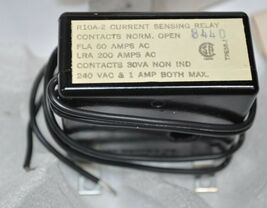 R10A-2 CURRENT SENSING RELAY
CONTACTS NORM. OPEN
8440
FLA 60 AMPS AC
LRA 200 AMPS AC
CONTACTS 30VA NON IND
240 VAC & 1 AMP BOTH MAX.